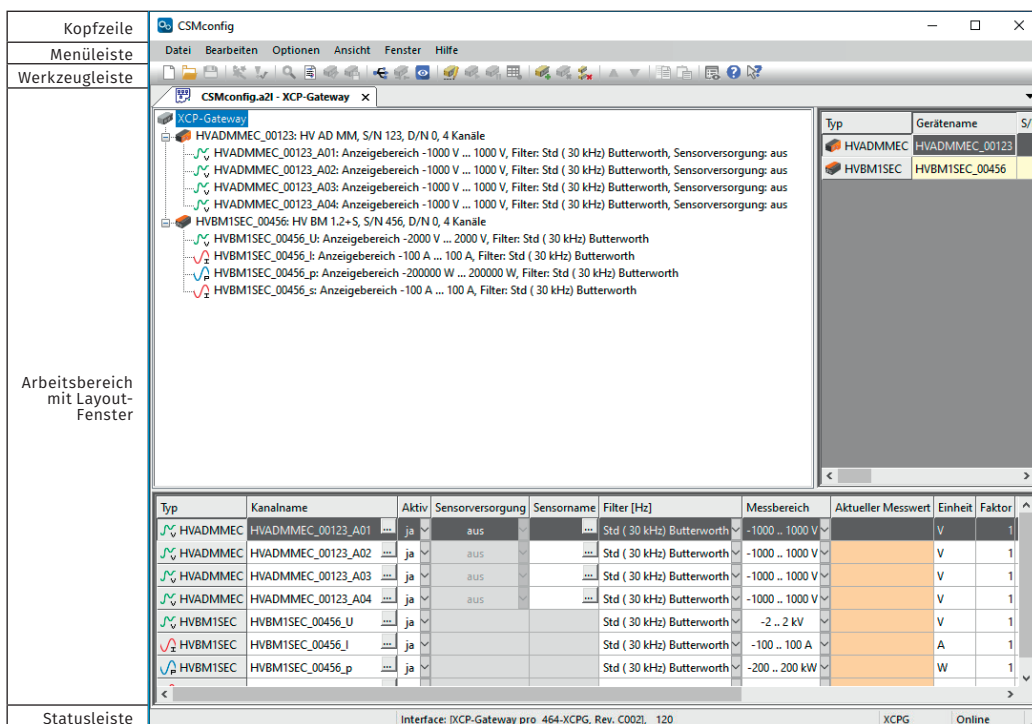 Kopfzeile
CSMconfig
Menüleiste
Datei Bearbeiten Optionen Ansicht Fenster Hilfe
Werkzeugleiste
CSMconfig.a2l - XCP-Gateway x
XCP-Gateway
HVADMMEC_00123: HV AD MM, S/N 123, D/N 0, 4 Kanäle
HVADMMEC_00123_A01: Anzeigebereich -1000 V ... 1000 V, Filter: Std ( 30 kHz) Butterworth, Sensorversorgung: aus
HVADMMEC_00123_A02: Anzeigebereich -1000 V ... 1000 V, Filter: Std ( 30 kHz) Butterworth, Sensorversorgung: aus
HVADMMEC_00123_A03: Anzeigebereich -1000 V ... 1000 V, Filter: Std ( 30 kHz) Butterworth, Sensorversorgung: aus
HVADMMEC_00123_A04: Anzeigebereich -1000 V ... 1000 V, Filter: Std ( 30 kHz) Butterworth, Sensorversorgung: aus
HVBM1SEC_00456: HV BM 1.2+S, S/N 456, D/N 0, 4 Kanäle
HVBM1SEC_00456_U: Anzeigebereich -2000 V ... 2000 V, Filter: Std ( 30 kHz) Butterworth
HVBM1SEC_00456_I: Anzeigebereich -100 A ... 100 A, Filter: Std ( 30 kHz) Butterworth
HVBM1SEC_00456_p: Anzeigebereich -200000 W ... 200000 W, Filter: Std ( 30 kHz) Butterworth
HVBM1SEC_00456_s: Anzeigebereich -100 A ... 100 A, Filter: Std ( 30 kHz) Butterworth
Typ Gerätename S/
HVADMMEC HVADMMEC_00123
HVBM1SEC HVBM1SEC_00456
Arbeitsbereich
mit Layout-
Fenster
Typ Kanalname Aktiv Sensorversorgung Sensorname Filter [Hz] Messbereich Aktueller Messwert Einheit Faktor
HVADMMEC HVADMMEC_00123_A01 ... ja aus ... Std ( 30 kHz) Butterworth -1000 .. 1000 V V 1
HVADMMEC HVADMMEC_00123_A02 ... ja aus ... Std ( 30 kHz) Butterworth -1000 .. 1000 V V 1
HVADMMEC HVADMMEC_00123_A03 ... ja aus ... Std ( 30 kHz) Butterworth -1000 .. 1000 V V 1
HVADMMEC HVADMMEC_00123_A04 ... ja aus ... Std ( 30 kHz) Butterworth -1000 .. 1000 V V 1
HVBM1SEC HVBM1SEC_00456_U ... ja Std ( 30 kHz) Butterworth -2 .. 2 kV V 1
HVBM1SEC HVBM1SEC_00456_I ... ja Std ( 30 kHz) Butterworth -100 .. 100 A A 1
HVBM1SEC HVBM1SEC_00456_p ... ja Std ( 30 kHz) Butterworth -200 .. 200 kW W 1
Statusleiste
Interface: [XCP-Gateway pro 464-XCPG, Rev. C002], 120 XCPG Online